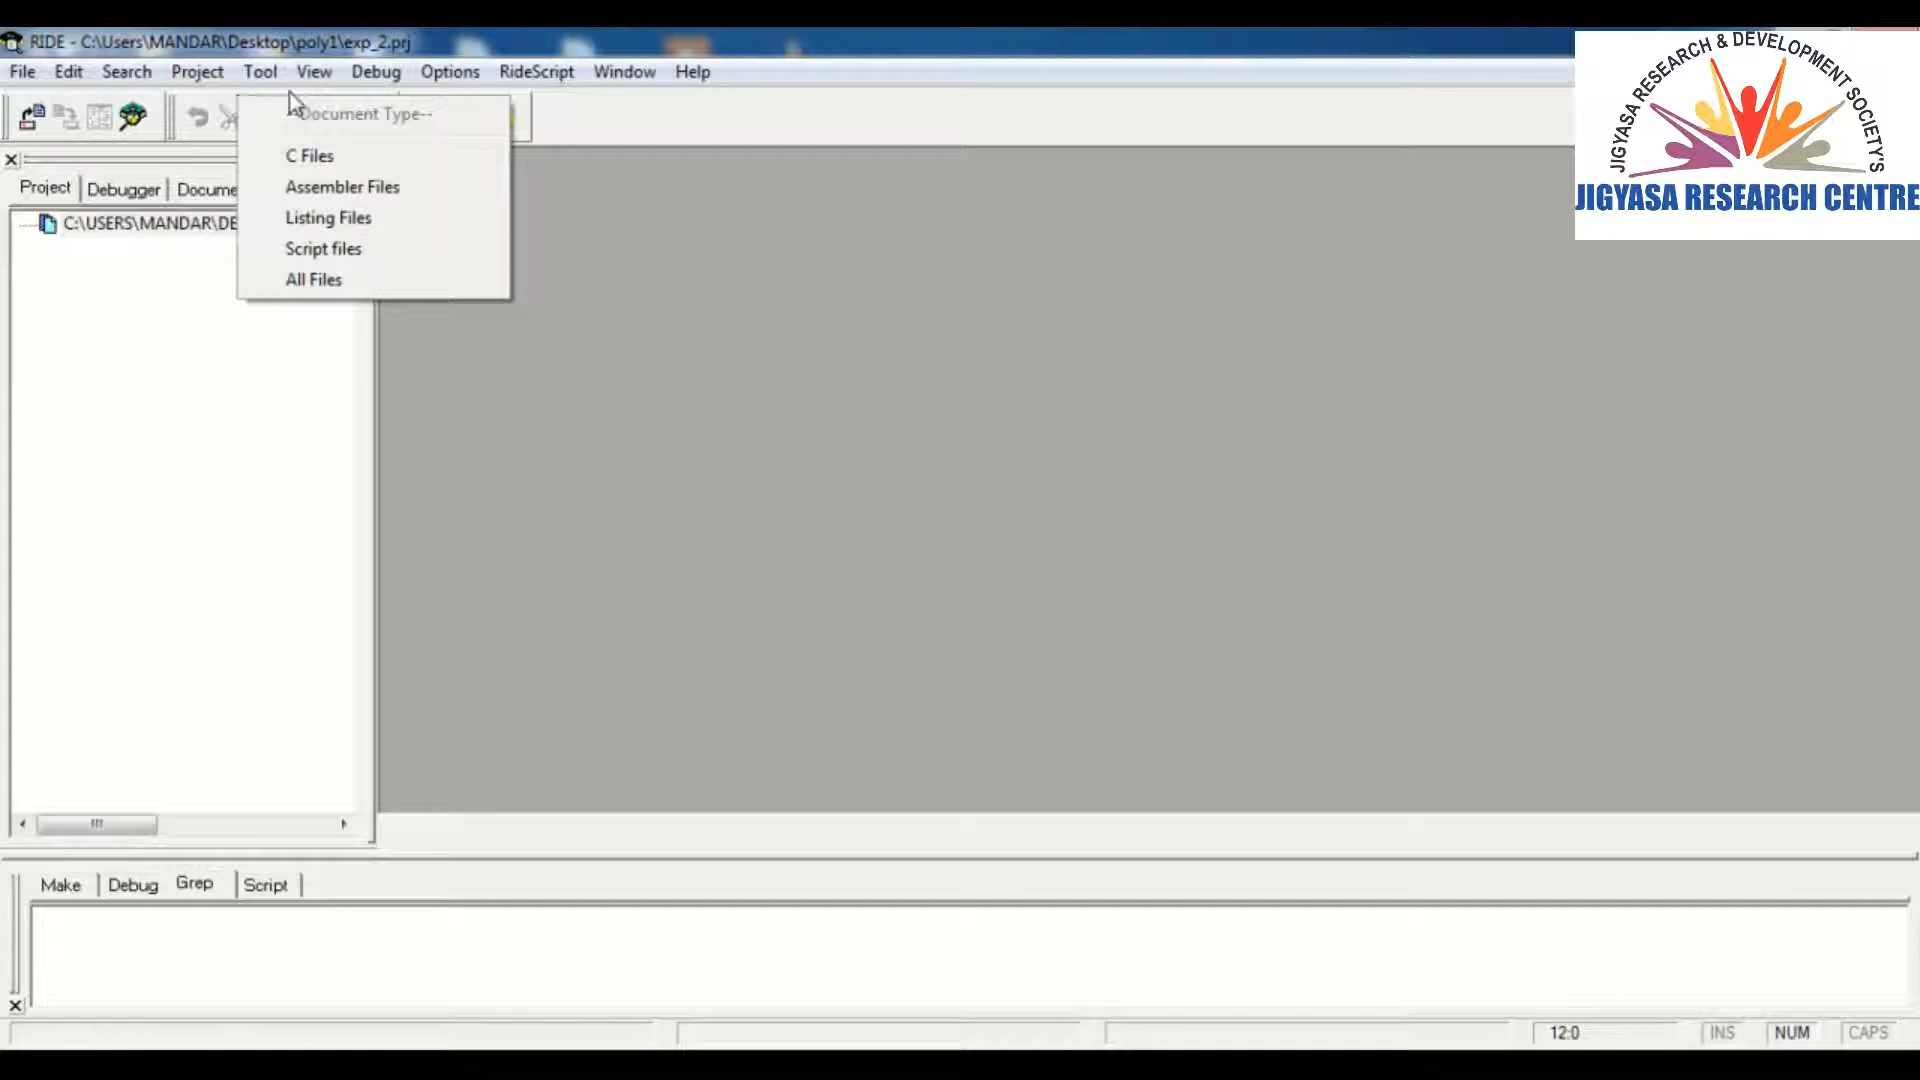 RIDE - C:\Users\MANDAR\Desktop\poly1\exp_2.prj
File Edit Search Project Tool View Debug Options RideScript Window Help
JIGYASA RESEARCH & DEVELOPMENT SOCIETY'S
JIGYASA RESEARCH CENTRE
Document Type--
C Files
Assembler Files
Listing Files
Script files
All Files
Project Debugger Docume
C:\USERS\MANDAR\DE
Make Debug Grep Script
12:0 INS NUM CAPS